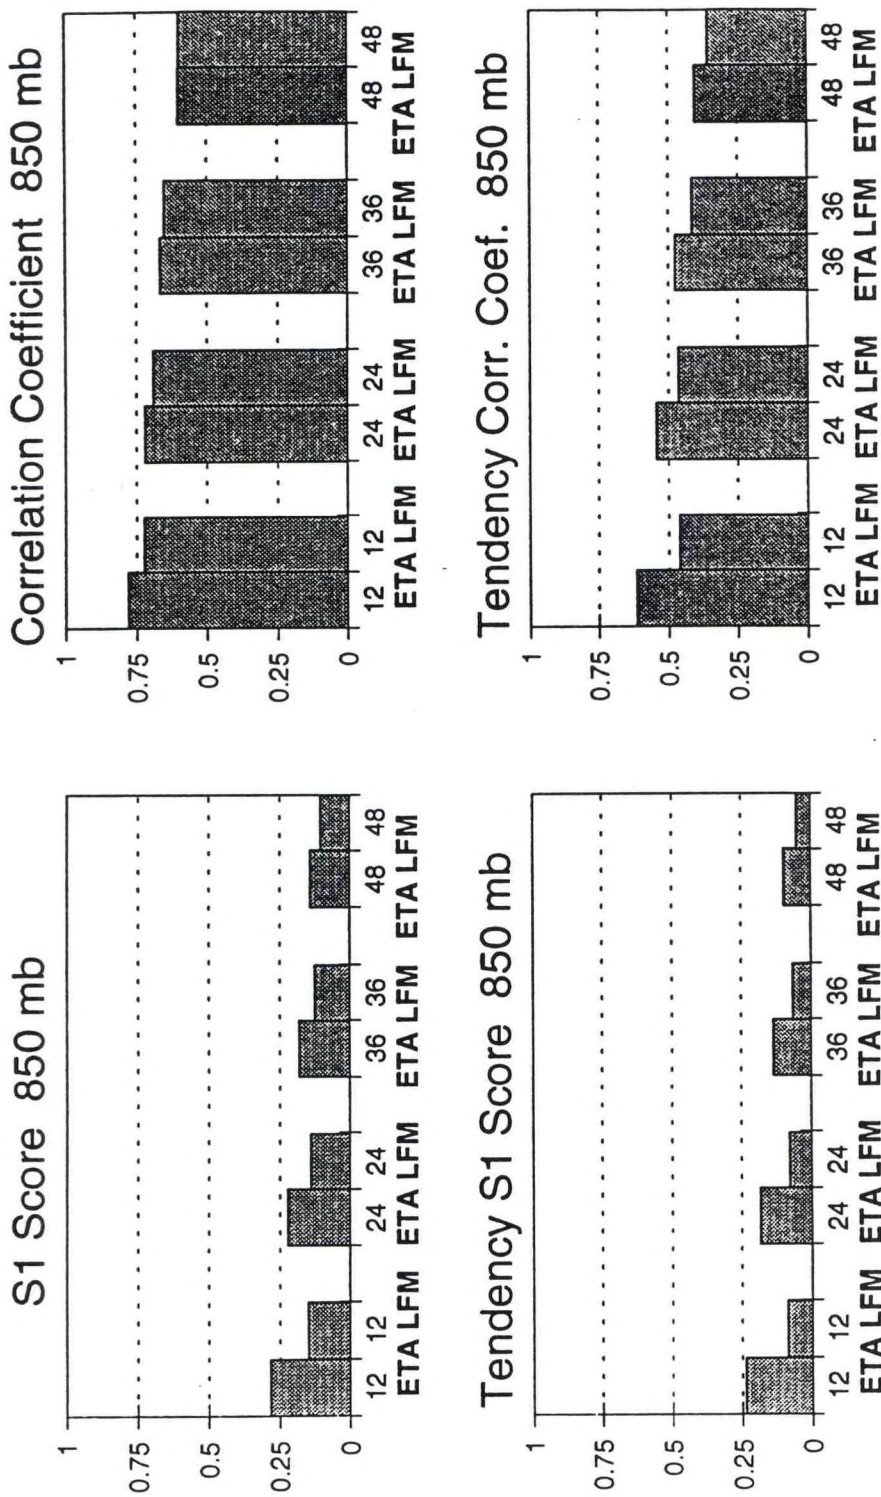 S1 Score 850 mb
1
0.75
0.5
0.25
0
12 12 24 24 36 36 48 48
ETA LFM ETA LFM ETA LFM ETA LFM
Correlation Coefficient 850 mb
1
0.75
0.5
0.25
0
12 12 24 24 36 36 48 48
ETA LFM ETA LFM ETA LFM ETA LFM
Tendency S1 Score 850 mb
1
0.75
0.5
0.25
0
12 12 24 24 36 36 48 48
ETA LFM ETA LFM ETA LFM ETA LFM
Tendency Corr. Coef. 850 mb
1
0.75
0.5
0.25
0
12 12 24 24 36 36 48 48
ETA LFM ETA LFM ETA LFM ETA LFM